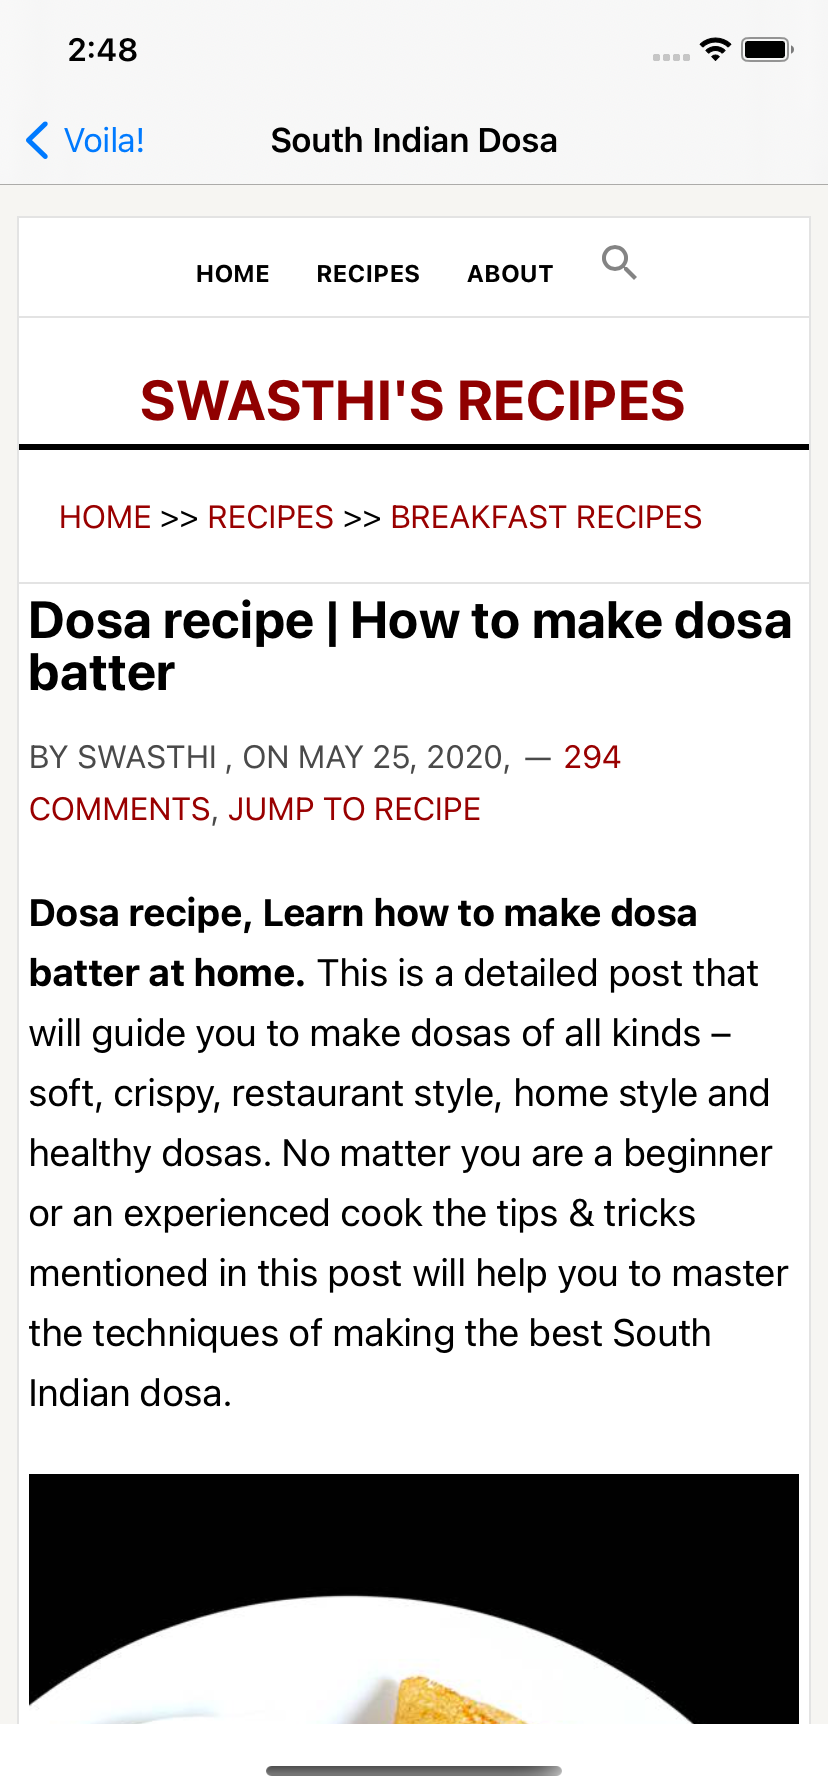 2:48
Voila!
South Indian Dosa
HOME RECIPES ABOUT
SWASTHI'S RECIPES
HOME >> RECIPES >> BREAKFAST RECIPES
Dosa recipe | How to make dosa
batter
BY SWASTHI , ON MAY 25, 2020, — 294
COMMENTS, JUMP TO RECIPE
Dosa recipe, Learn how to make dosa
batter at home. This is a detailed post that
will guide you to make dosas of all kinds –
soft, crispy, restaurant style, home style and
healthy dosas. No matter you are a beginner
or an experienced cook the tips & tricks
mentioned in this post will help you to master
the techniques of making the best South
Indian dosa.